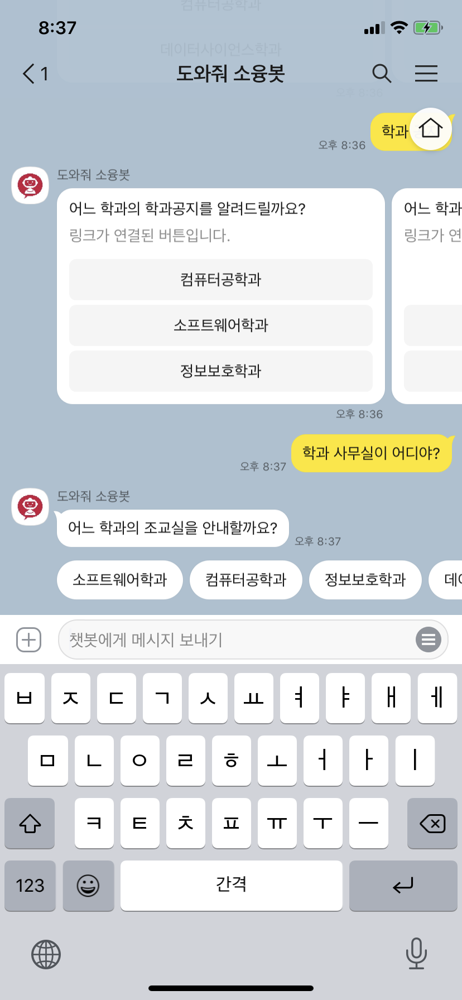 컴퓨터공학과
8:37
데이터사이언스학과
1
도와줘 소융봇
오후 8:36
학과
오후 8:36
도와줘 소융봇
어느 학과의 학과공지를 알려드릴까요?
링크가 연결된 버튼입니다.
컴퓨터공학과
소프트웨어학과
정보보호학과
어느 학과
링크가 연
오후 8:36
학과 사무실이 어디야?
오후 8:37
도와줘 소융봇
어느 학과의 조교실을 안내할까요?
오후 8:37
소프트웨어학과 컴퓨터공학과 정보보호학과 데이
챗봇에게 메시지 보내기
ㅂ ㅈ ㄷ ㄱ ㅅ ㅛ ㅕ ㅑ ㅐ ㅔ
ㅁ ㄴ ㅇ ㄹ ㅎ ㅗ ㅓ ㅏ ㅣ
ㅋ ㅌ ㅊ ㅍ ㅠ ㅜ ㅡ
123 간격